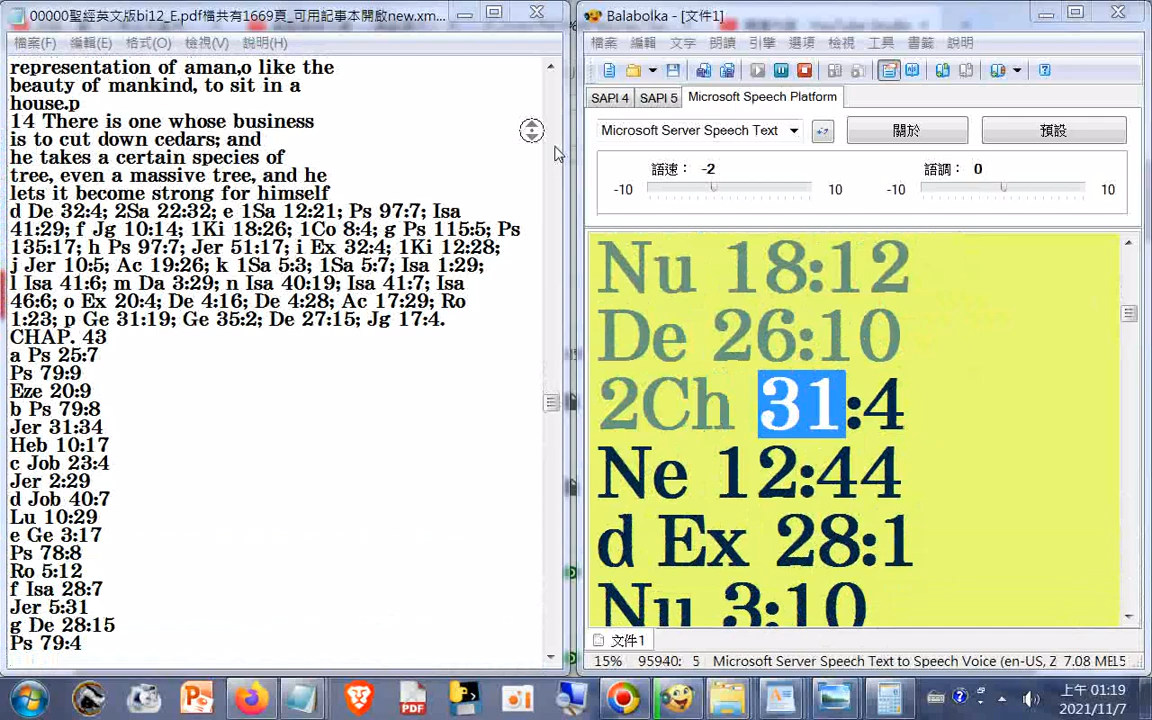 00000聖經英文版bi12_E.pdf檔共有1669頁_可用記事本開啟new.xm...
檔案(F) 編輯(E) 格式(O) 檢視(V) 說明(H)
representation of aman,o like the
beauty of mankind, to sit in a
house.p
14 There is one whose business
is to cut down cedars; and
he takes a certain species of
tree, even a massive tree, and he
lets it become strong for himself
d De 32:4; 2Sa 22:32; e 1Sa 12:21; Ps 97:7; Isa
41:29; f Jg 10:14; 1Ki 18:26; 1Co 8:4; g Ps 115:5; Ps
135:17; h Ps 97:7; Jer 51:17; i Ex 32:4; 1Ki 12:28;
j Jer 10:5; Ac 19:26; k 1Sa 5:3; 1Sa 5:7; Isa 1:29;
l Isa 41:6; m Da 3:29; n Isa 40:19; Isa 41:7; Isa
46:6; o Ex 20:4; De 4:16; De 4:28; Ac 17:29; Ro
1:23; p Ge 31:19; Ge 35:2; De 27:15; Jg 17:4.
CHAP. 43
a Ps 25:7
Ps 79:9
Eze 20:9
b Ps 79:8
Jer 31:34
Heb 10:17
c Job 23:4
Jer 2:29
d Job 40:7
Lu 10:29
e Ge 3:17
Ps 78:8
Ro 5:12
f Isa 28:7
Jer 5:31
g De 28:15
Ps 79:4
Balabolka - [文件1]
檔案 編輯 文字 朗讀 引擎 選項 檢視 工具 書籤 說明
SAPI 4 SAPI 5 Microsoft Speech Platform
Microsoft Server Speech Text 關於 預設
語速: -2 語調: 0
-10 10 -10 10
Nu 18:12
De 26:10
2Ch 31:4
Ne 12:44
d Ex 28:1
Nu 3:10
文件1
15% 95940: 5 Microsoft Server Speech Text to Speech Voice (en-US, Z 7.08 ME 15
PDF
上午 01:19
2021/11/7